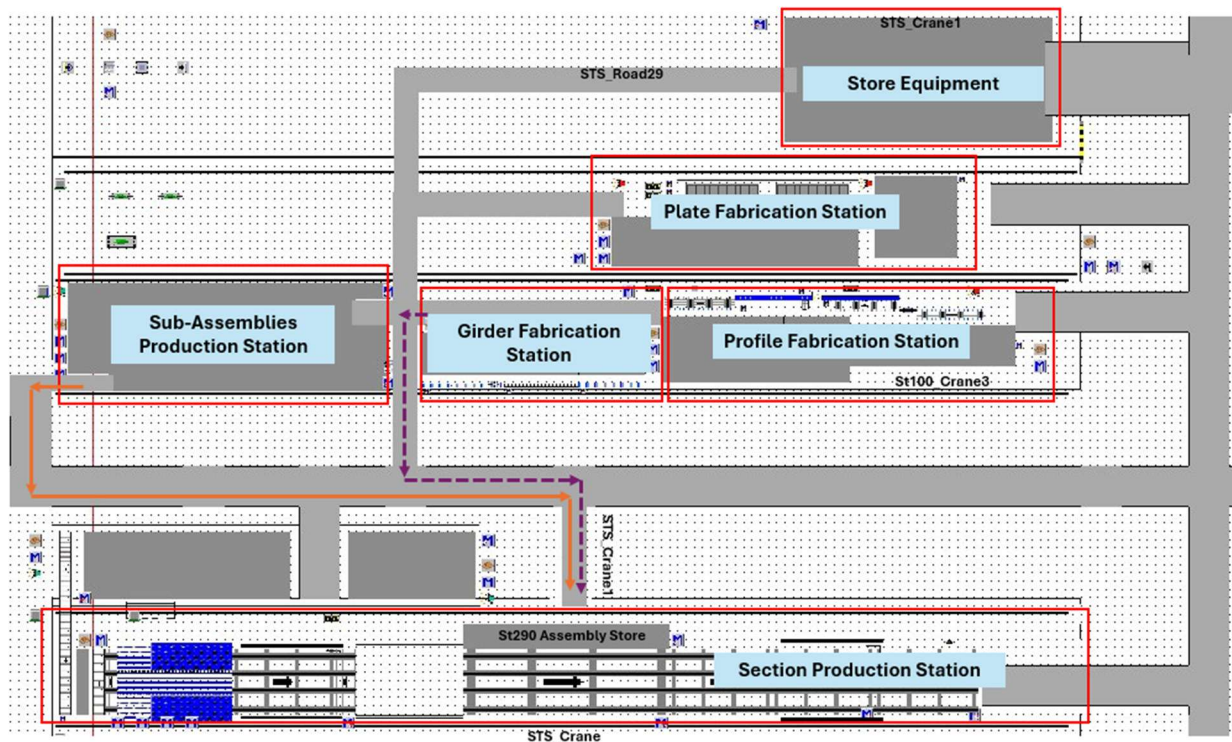 STS_Crane1
STS_Road29
Store Equipment
Plate Fabrication Station
Sub-Assemblies
Production Station
Girder Fabrication
Station
Profile Fabrication Station
St100_Crane3
STS_Crane1
St290 Assembly Store
Section Production Station
STS_Crane